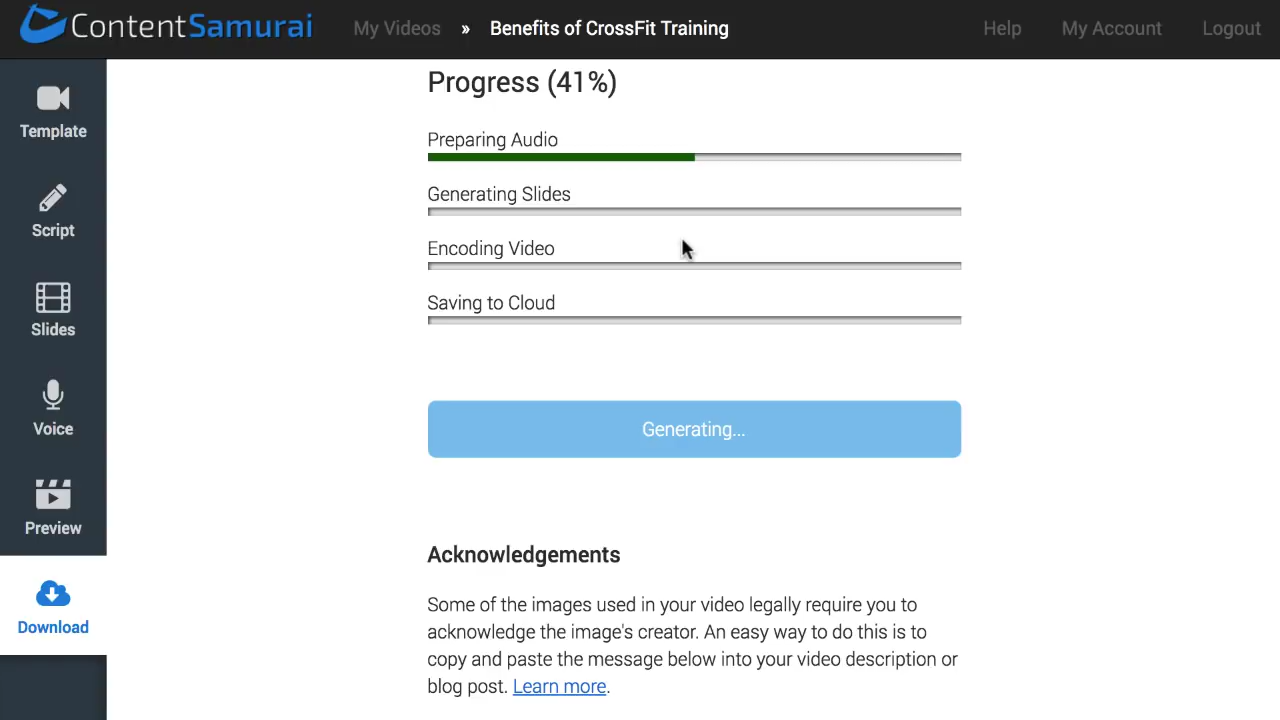 ContentSamurai My Videos » Benefits of CrossFit Training Help My Account Logout
Template
Script
Slides
Voice
Preview
Download
Progress (41%)
Preparing Audio
Generating Slides
Encoding Video
Saving to Cloud
Generating...
Acknowledgements
Some of the images used in your video legally require you to
acknowledge the image's creator. An easy way to do this is to
copy and paste the message below into your video description or
blog post. Learn more.